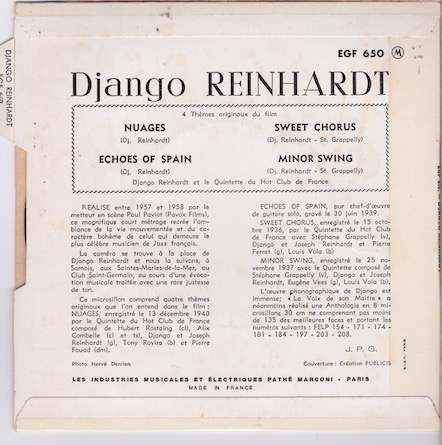 EGF 650 M
Django REINHARDT
4 Thèmes originaux du film
NUAGES
(Dj. Reinhardt)
SWEET CHORUS
(Dj. Reinhardt - St. Grappelly)
ECHOES OF SPAIN
(Dj. Reinhardt)
MINOR SWING
(Dj. Reinhardt - St. Grappelly)
Django Reinhardt et le Quintette du Hot Club de France
REALISE entre 1957 et 1958 par le
metteur en scène Paul Paviot (Pavox Films),
ce magnifique court métrage recrée l'am-
biance de la vie mouvementée et du ca-
ractère bohème de celui qui demeure le
plus célèbre musicien de Jazz français.
La caméra se trouve à la place de
Django Reinhardt et nous la suivons, à
Samois, aux Saintes-Maries-de-la-Mer, au
Club Saint-Germain, au cours d'une évoca-
tion musicale traitée avec une rare justesse
de ton.
Ce microsillon comprend quatre thèmes
originaux que l'on entend dans le film :
NUAGES, enregistré le 13 décembre 1940
par le Quintette du Hot Club de France
composé de Hubert Rostaing (cl), Alix
Combelle (cl et ts), Django et Joseph
Reinhardt (g), Tony Rovira (b) et Pierre
Fouad (dm).
ECHOES OF SPAIN, pur chef-d'œuvre
de guitare solo, gravé le 30 juin 1939.
SWEET CHORUS, enregistré le 15 octo-
bre 1936, par le Quintette du Hot Club
de France avec Stéphane Grappelly (v),
Django et Joseph Reinhardt et Pierre
Ferret (g), Louis Vola (b)
MINOR SWING, enregistré le 25 no-
vembre 1937 avec le Quintette composé de
Stéphane Grappelly (v), Django et Joseph
Reinhardt, Eugène Vees (g), Louis Vola (b).
L'œuvre phonographique de Django est
immense; « La Voix de son Maître » a
néanmoins réalisé une Anthologie en 8 mi-
crosillons 30 cm ne comprenant pas moins
de 135 des meilleures faces et portant les
numéros suivants : FELP 154 - 171 - 174 -
181 - 184 - 197 - 203 - 208.
J. P. G.
Photo Hervé Derrien
Couverture : Création PUBLICIS
LES INDUSTRIES MUSICALES ET ÉLECTRIQUES PATHÉ MARCONI - PARIS
MADE IN FRANCE
DJANGO REINHARDT